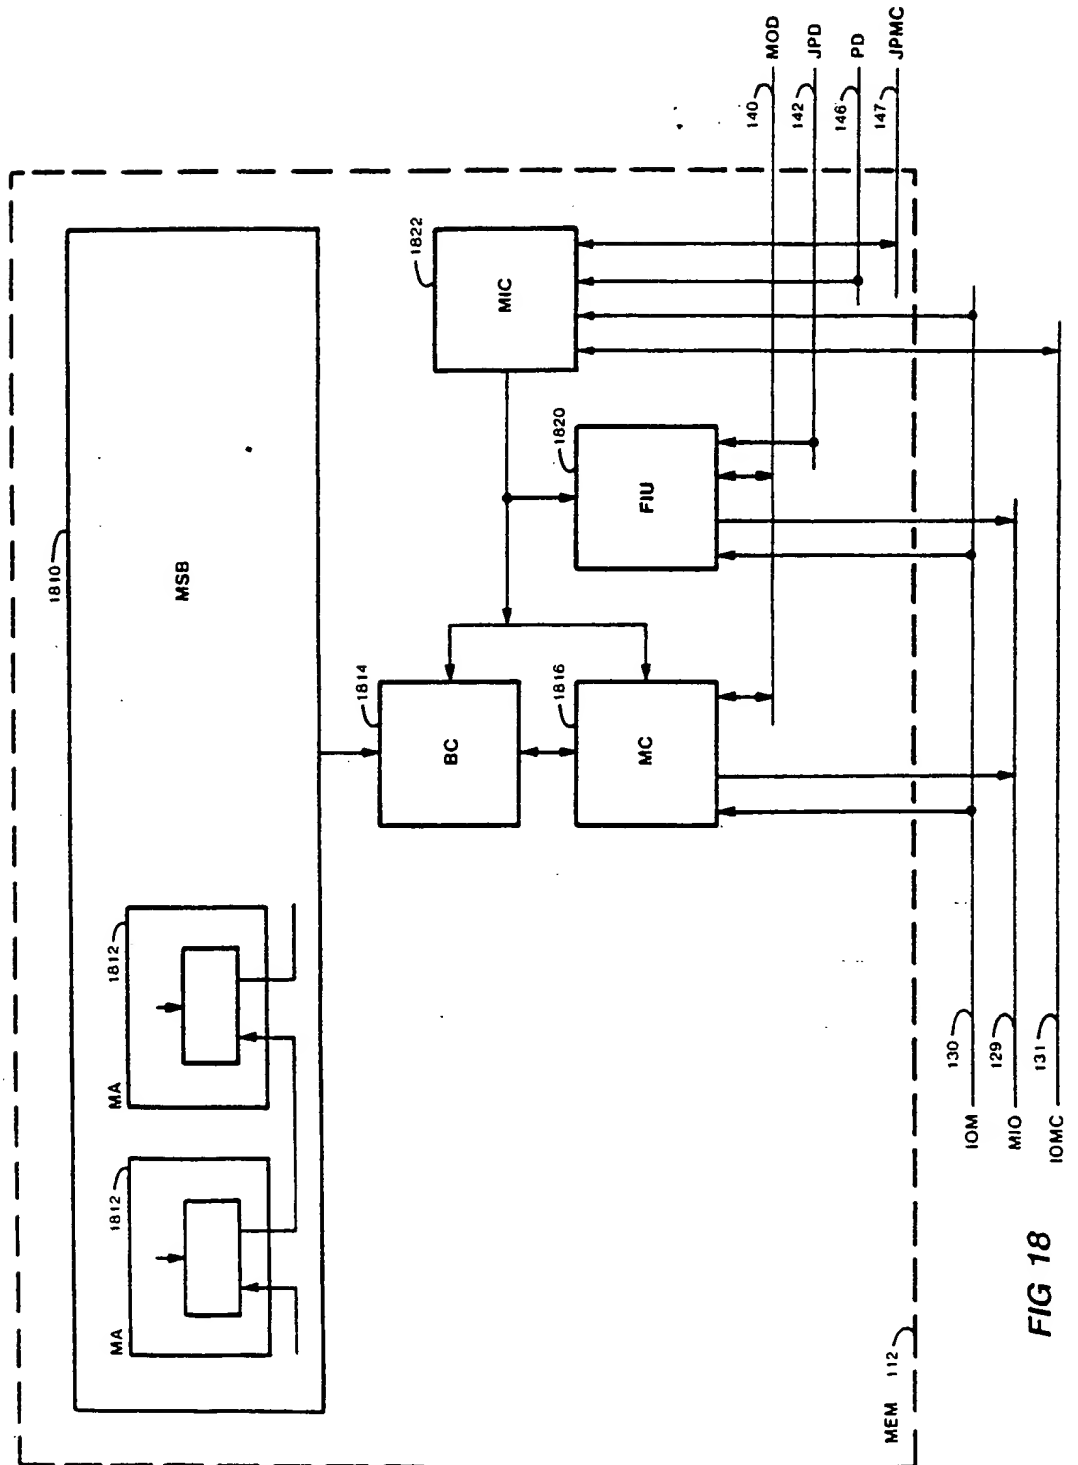 1810
MSB
MA
1812
MA
1812
1822
MIC
1814
BC
1820
FIU
1816
MC
140
MOD
142
JPD
146
PD
147
JPMC
IOM
130
MIO
129
IOMC
131
MEM 112
FIG 18